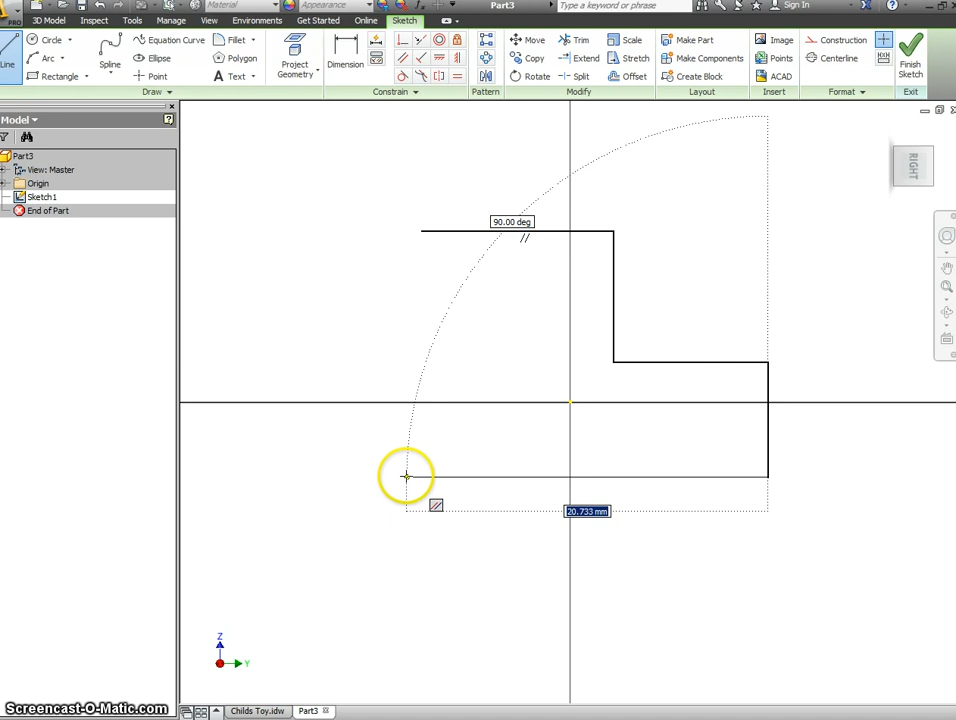 Material Appearance Part3 Type a keyword or phrase Sign In
PRO 3D Model Inspect Tools Manage View Environments Get Started Online Sketch
Line Circle Spline Equation Curve Fillet Dimension Project Geometry Move Trim Scale Make Part Image Construction Finish Sketch
Arc Ellipse Polygon Copy Extend Stretch Make Components Points Centerline
Rectangle Point Text Rotate Split Offset Create Block ACAD
Draw Constrain Pattern Modify Layout Insert Format Exit
Model
Part3
View: Master
Origin
Sketch1
End of Part
RIGHT
90.00 deg
20.733 mm
Z
Y
Screencast-O-Matic.com Childs Toy.idw Part3